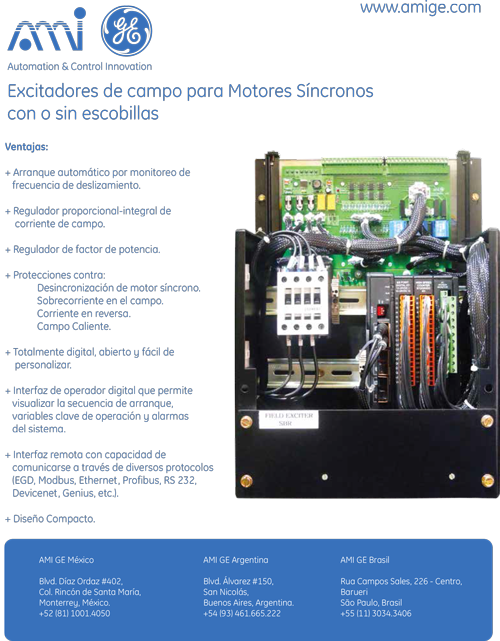 www.amige.com
AMI GE
Automation & Control Innovation
Excitadores de campo para Motores Síncronos
con o sin escobillas
Ventajas:
+ Arranque automático por monitoreo de
frecuencia de deslizamiento.
+ Regulador proporcional-integral de
corriente de campo.
+ Regulador de factor de potencia.
+ Protecciones contra:
Desincronización de motor síncrono.
Sobrecorriente en el campo.
Corriente en reversa.
Campo Caliente.
+ Totalmente digital, abierto y fácil de
personalizar.
+ Interfaz de operador digital que permite
visualizar la secuencia de arranque,
variables clave de operación y alarmas
del sistema.
+ Interfaz remota con capacidad de
comunicarse a través de diversos protocolos
(EGD, Modbus, Ethernet, Profibus, RS 232,
Devicenet, Genius, etc.).
+ Diseño Compacto.
FIELD EXCITER
AMI GE México
Blvd. Díaz Ordaz #402,
Col. Rincón de Santa María,
Monterrey, México.
+52 (81) 1001.4050
AMI GE Argentina
Blvd. Álvarez #150,
San Nicolás,
Buenos Aires, Argentina.
+54 (93) 461.665.222
AMI GE Brasil
Rua Campos Sales, 226 - Centro,
Barueri
São Paulo, Brasil
+55 (11) 3034.3406